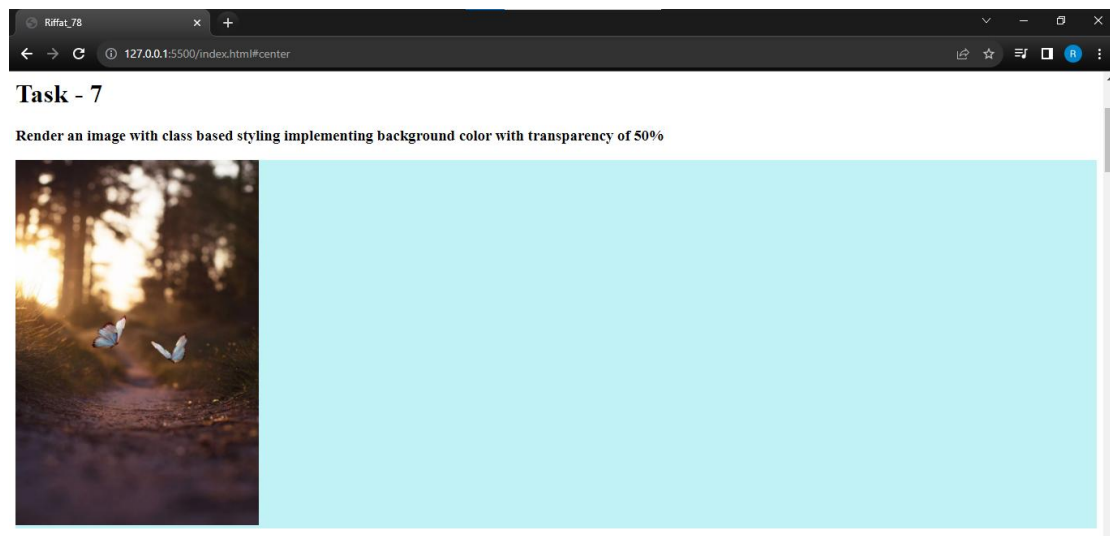 Riffat_78
127.0.0.1:5500/index.html#center
R
Task - 7
Render an image with class based styling implementing background color with transparency of 50%